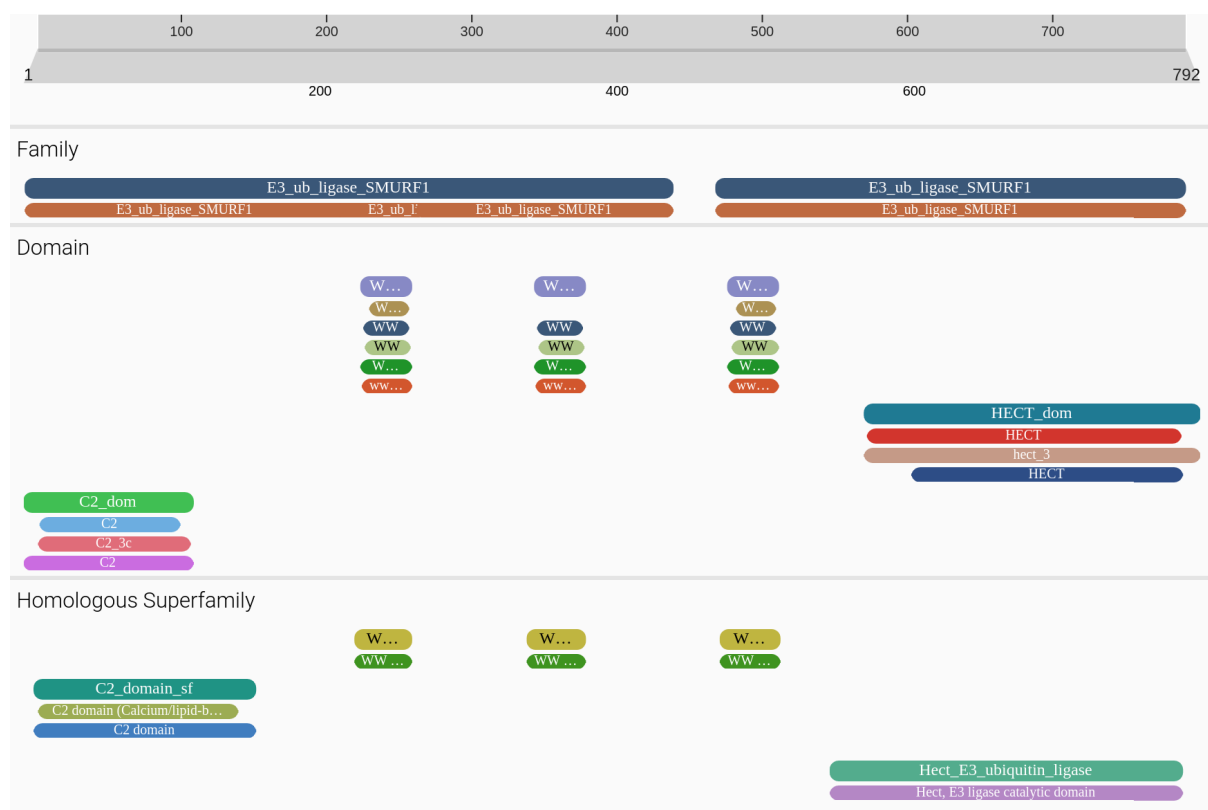 100 200 300 400 500 600 700
1 792
200 400 600
Family
E3_ub_ligase_SMURF1 E3_ub_ligase_SMURF1
E3_ub_ligase_SMURF1 E3_ub_l E3_ub_ligase_SMURF1 E3_ub_ligase_SMURF1
Domain
W... W... W...
W... W...
WW WW WW
WW WW WW
W... W... W...
ww... ww... ww...
HECT_dom
HECT
hect_3
HECT
C2_dom
C2
C2_3c
C2
Homologous Superfamily
W... W... W...
WW ... WW ... WW ...
C2_domain_sf
C2 domain (Calcium/lipid-b...
C2 domain
Hect_E3_ubiquitin_ligase
Hect, E3 ligase catalytic domain